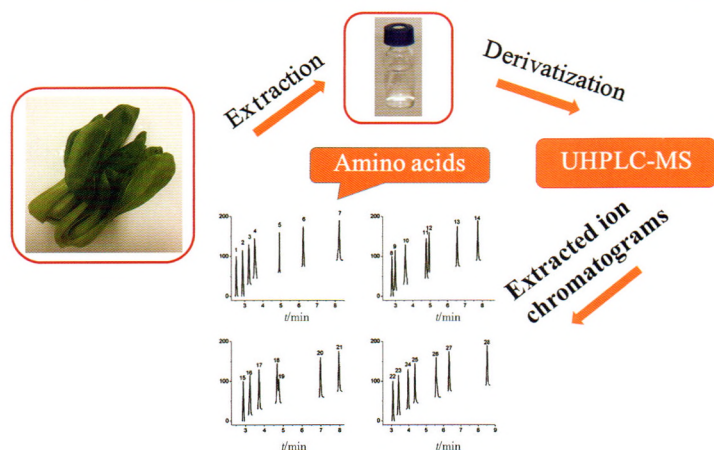 Extraction
Derivatization
Amino acids
UHPLC-MS
Extracted ion
chromatograms
200
100
0
1 2 3 4 5 6 7
3 4 5 6 7 8
t/min
200
100
0
8 9 10 11 12 13 14
3 4 5 6 7 8
t/min
200
100
0
15 16 17 18 19 20 21
3 4 5 6 7 8
t/min
200
100
0
22 23 24 25 26 27 28
3 4 5 6 7 8 9
t/min